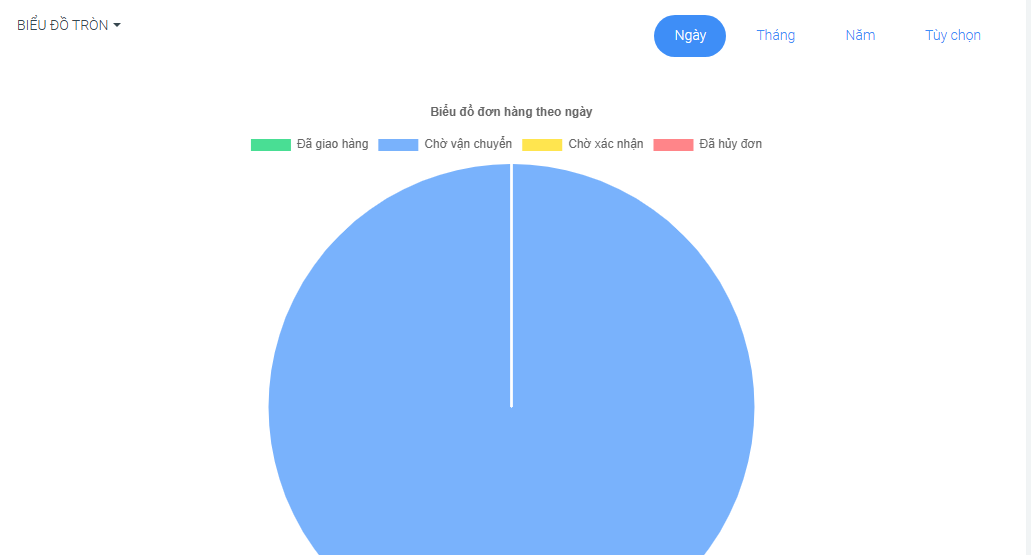 BIỂU ĐỒ TRÒN
Ngày Tháng Năm Tùy chọn
Biểu đồ đơn hàng theo ngày
Đã giao hàng Chờ vận chuyển Chờ xác nhận Đã hủy đơn